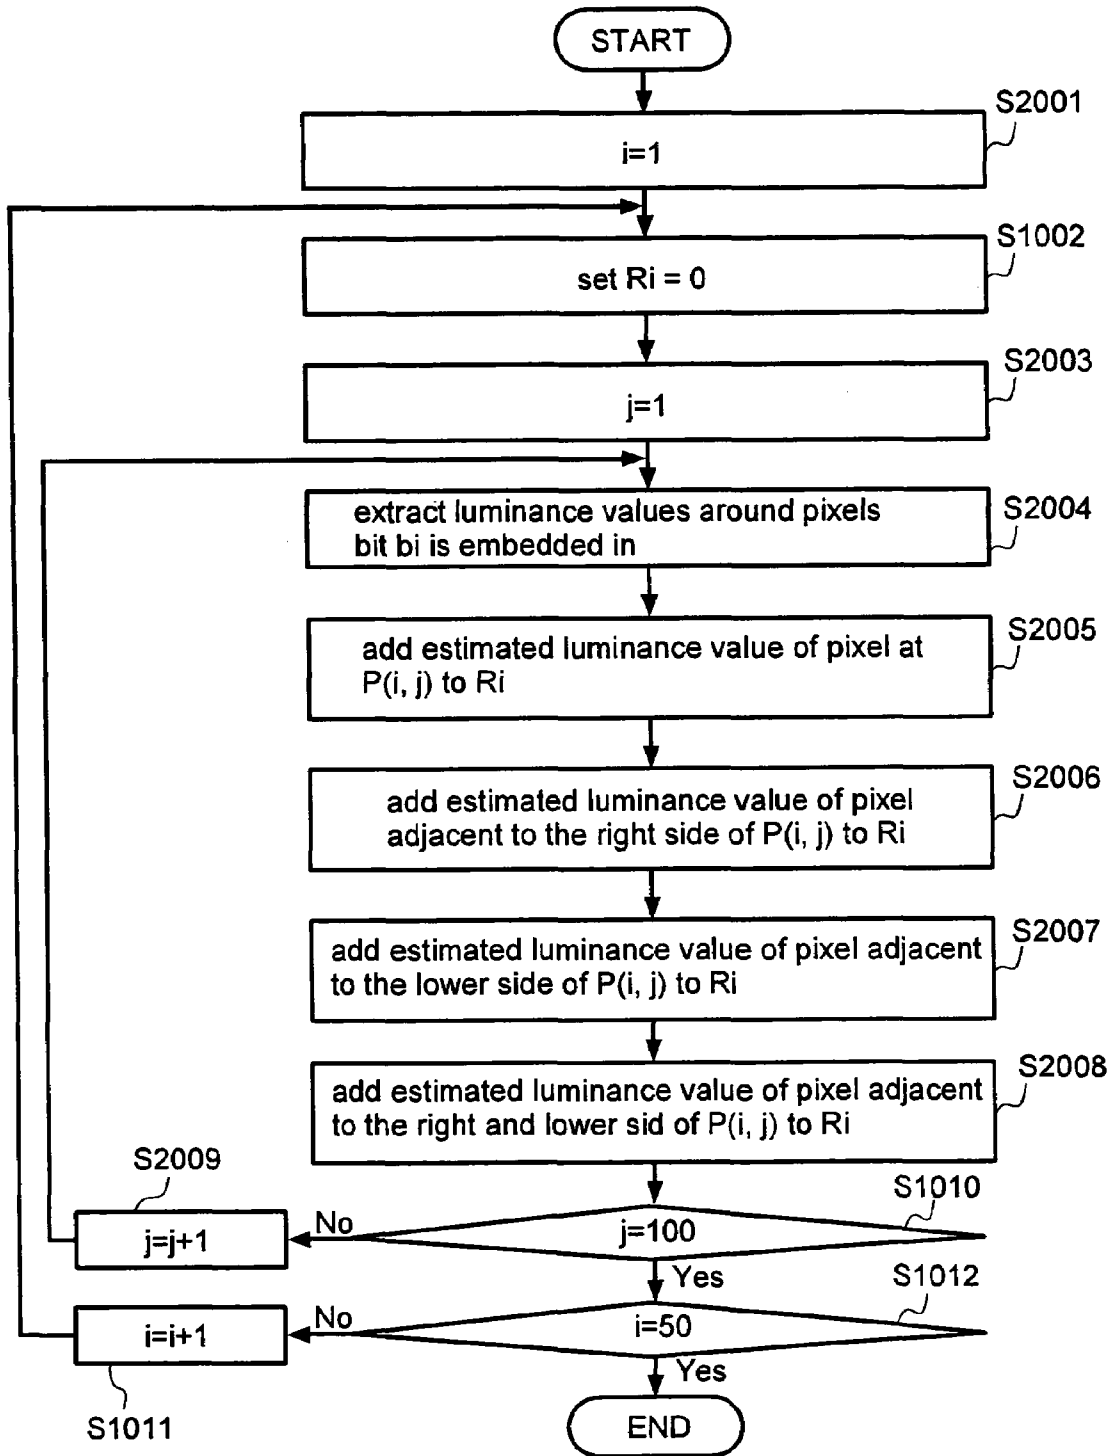 START
S2001
i=1
S1002
set Ri = 0
S2003
j=1
S2004
extract luminance values around pixels
bit bi is embedded in
S2005
add estimated luminance value of pixel at
P(i, j) to Ri
S2006
add estimated luminance value of pixel
adjacent to the right side of P(i, j) to Ri
S2007
add estimated luminance value of pixel adjacent
to the lower side of P(i, j) to Ri
S2008
add estimated luminance value of pixel adjacent
to the right and lower sid of P(i, j) to Ri
S2009
j=j+1
No
j=100
S1010
Yes
i=i+1
No
i=50
S1012
Yes
S1011
END